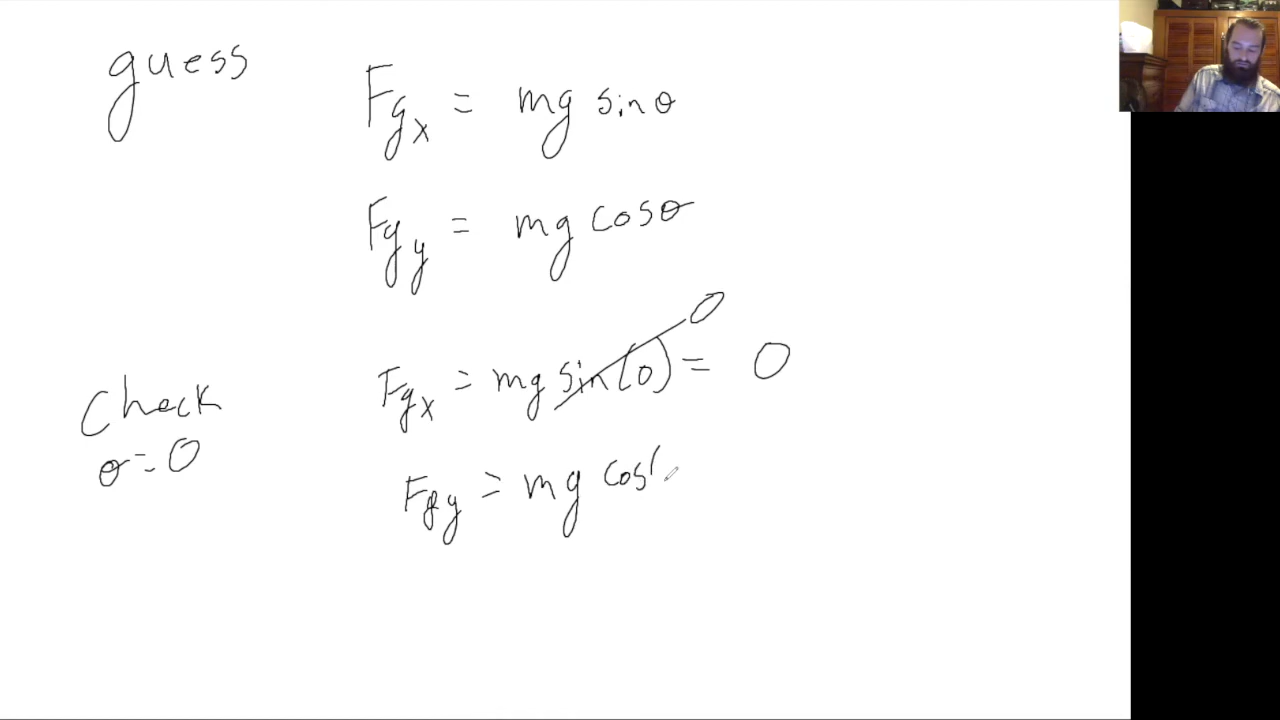 guess
Fgx = mg sinθ
Fgy = mg cosθ
Check
θ = 0
Fgx = mg sin(0) = 0
0
Fgy = mg cos(